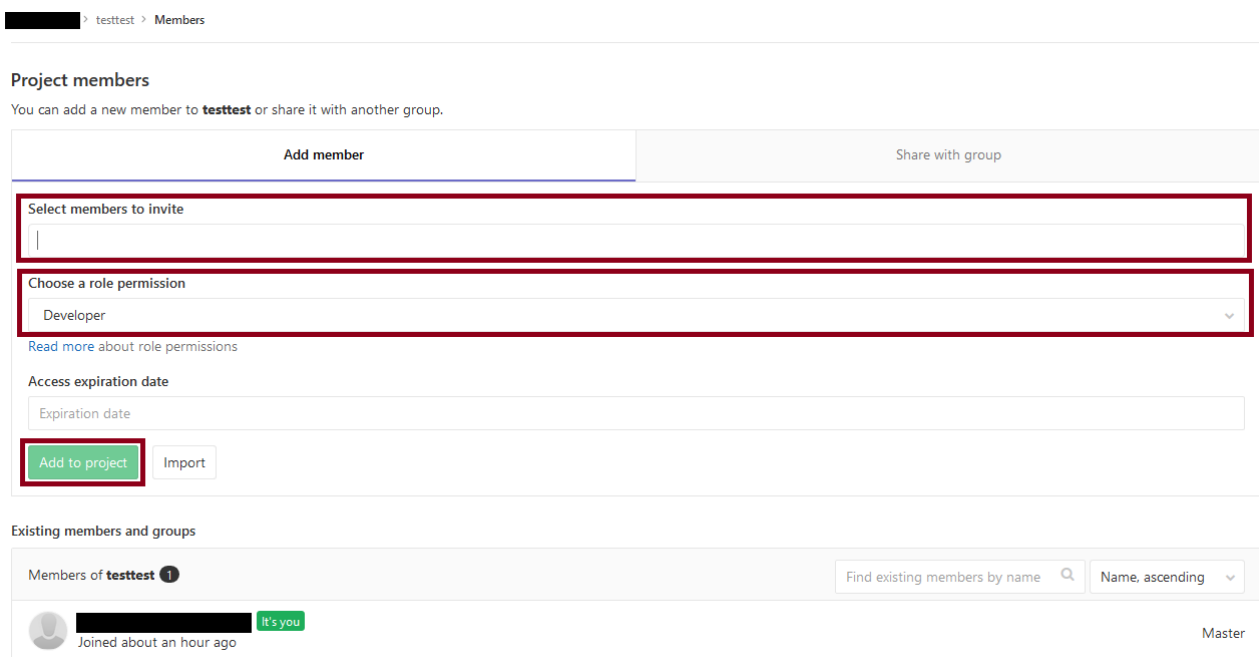 > testtest > Members
Project members
You can add a new member to testtest or share it with another group.
Add member
Share with group
Select members to invite
Choose a role permission
Developer
Read more about role permissions
Access expiration date
Expiration date
Add to project
Import
Existing members and groups
Members of testtest 1
Find existing members by name
Name, ascending
It's you
Joined about an hour ago
Master